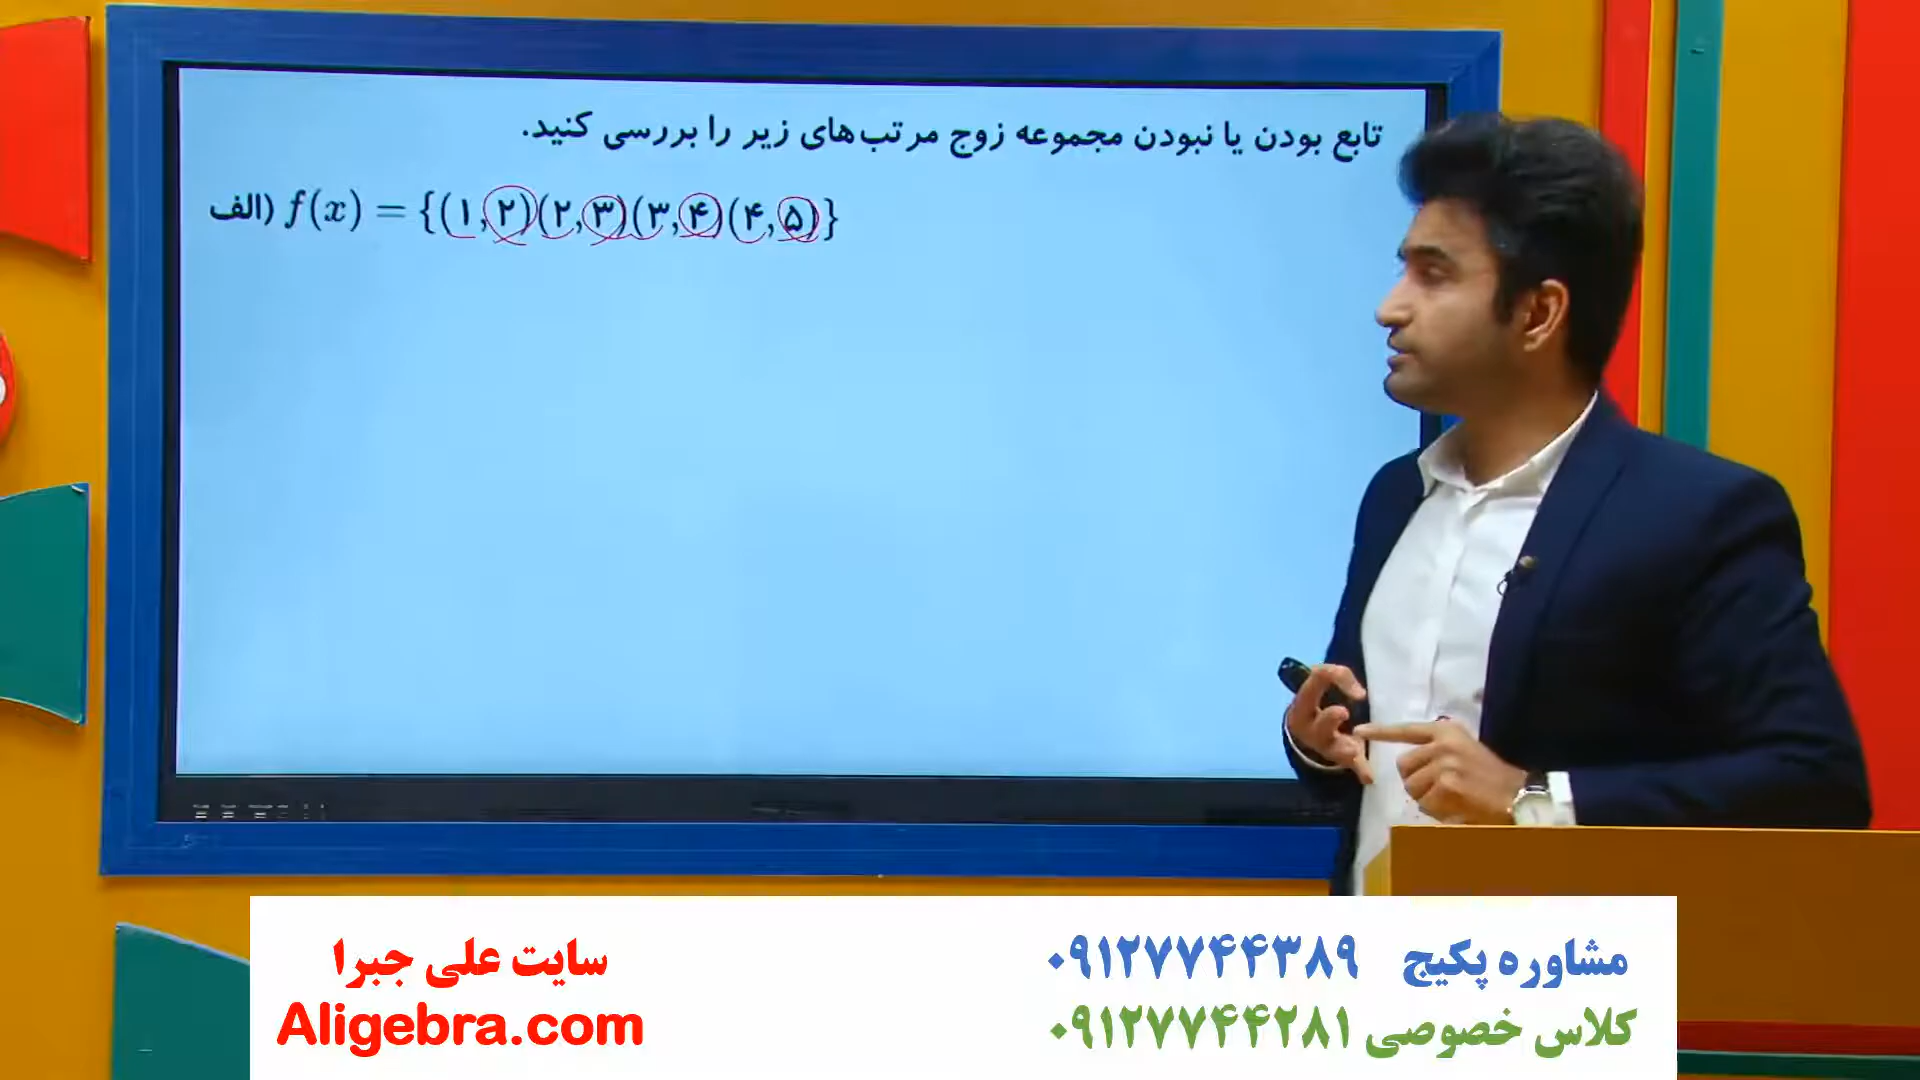 تابع بودن یا نبودن مجموعه زوج مرتب‌های زیر را بررسی کنید.
الف) f(x) = {(۱,۲)(۲,۳)(۳,۴)(۴,۵)}
سایت علی جبرا
Aligebra.com
مشاوره پکیج ۰۹۱۲۷۷۴۴۳۸۹
کلاس خصوصی ۰۹۱۲۷۷۴۴۲۸۱